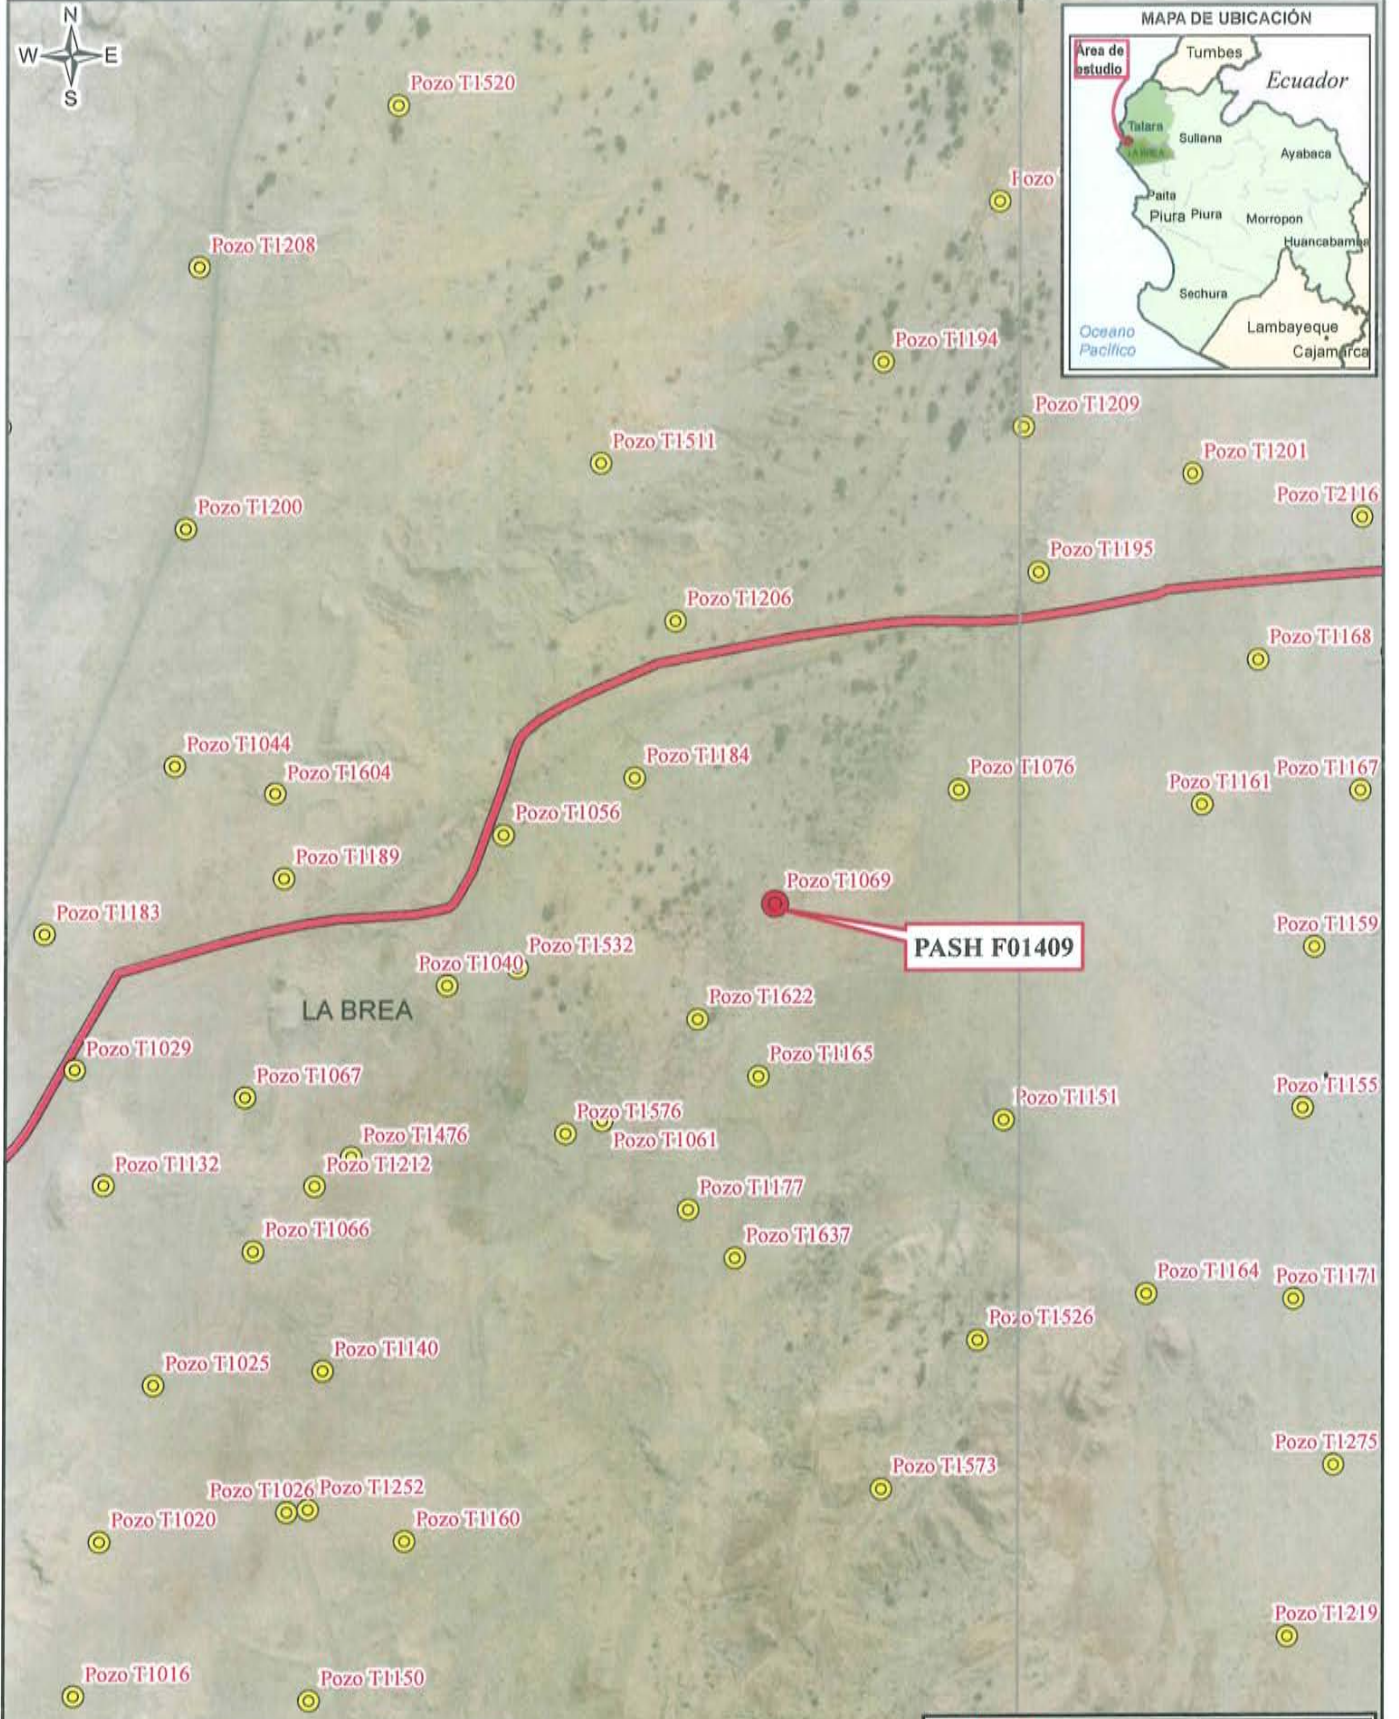 N
W
E
S
MAPA DE UBICACIÓN
Área de
estudio
Tumbes
Ecuador
Talara
Sullana
LA BREA
Ayabaca
Paita
Piura
Piura
Morropon
Huancabamba
Sechura
Lambayeque
Oceano
Pacífico
Cajamarca
Pozo T1520
Pozo
Pozo T1208
Pozo T1194
Pozo T1209
Pozo T1511
Pozo T1201
Pozo T2116
Pozo T1200
Pozo T1195
Pozo T1206
Pozo T1168
Pozo T1044
Pozo T1604
Pozo T1184
Pozo T1076
Pozo T1161
Pozo T1167
Pozo T1056
Pozo T1189
Pozo T1069
Pozo T1183
PASH F01409
Pozo T1159
Pozo T1532
Pozo T1040
Pozo T1622
LA BREA
Pozo T1029
Pozo T1165
Pozo T1067
Pozo T1151
Pozo T1155
Pozo T1576
Pozo T1061
Pozo T1476
Pozo T1132
Pozo T1212
Pozo T1177
Pozo T1066
Pozo T1637
Pozo T1164
Pozo T1171
Pozo T1526
Pozo T1140
Pozo T1025
Pozo T1275
Pozo T1573
Pozo T1026
Pozo T1252
Pozo T1020
Pozo T1160
Pozo T1219
Pozo T1016
Pozo T1150